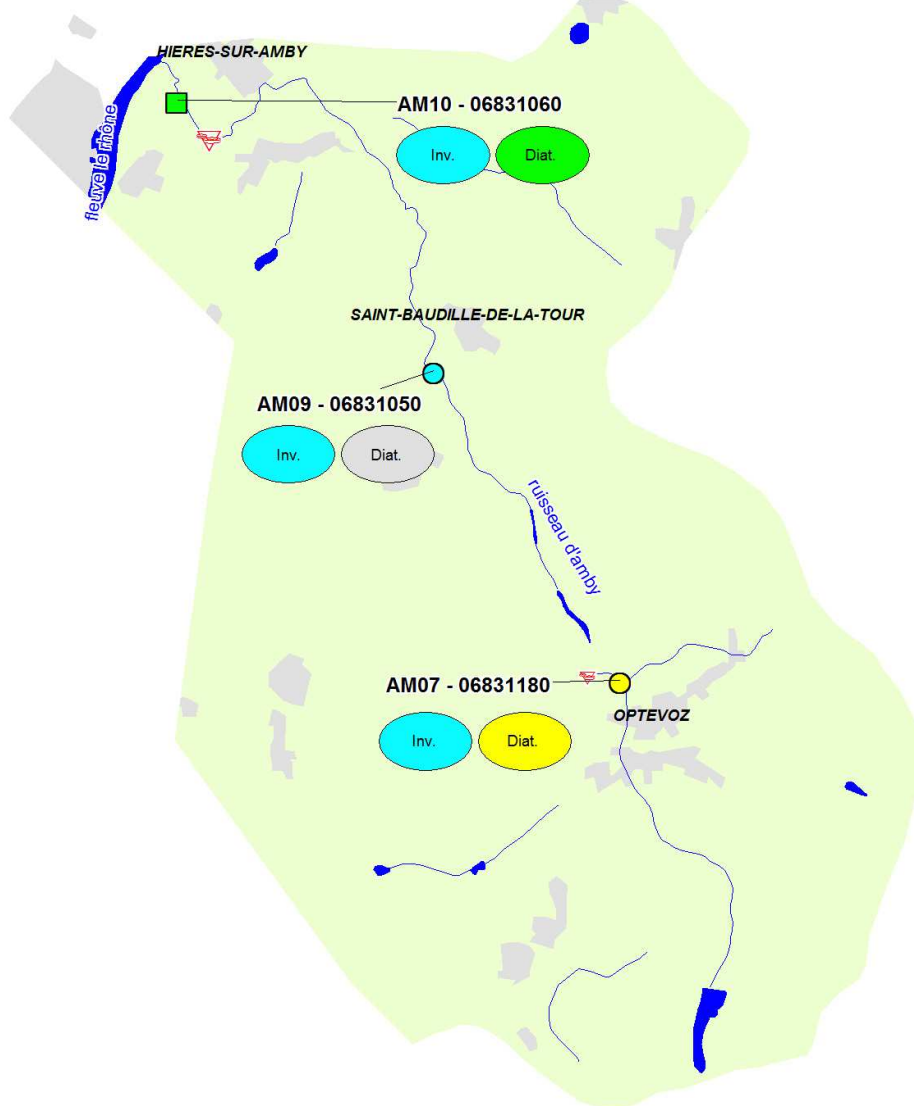 HIERES-SUR-AMBY
AM10 - 06831060
Inv.
Diat.
fleuve le rhône
SAINT-BAUDILLE-DE-LA-TOUR
AM09 - 06831050
Inv.
Diat.
ruisseau d'amby
AM07 - 06831180
OPTEVOZ
Inv.
Diat.